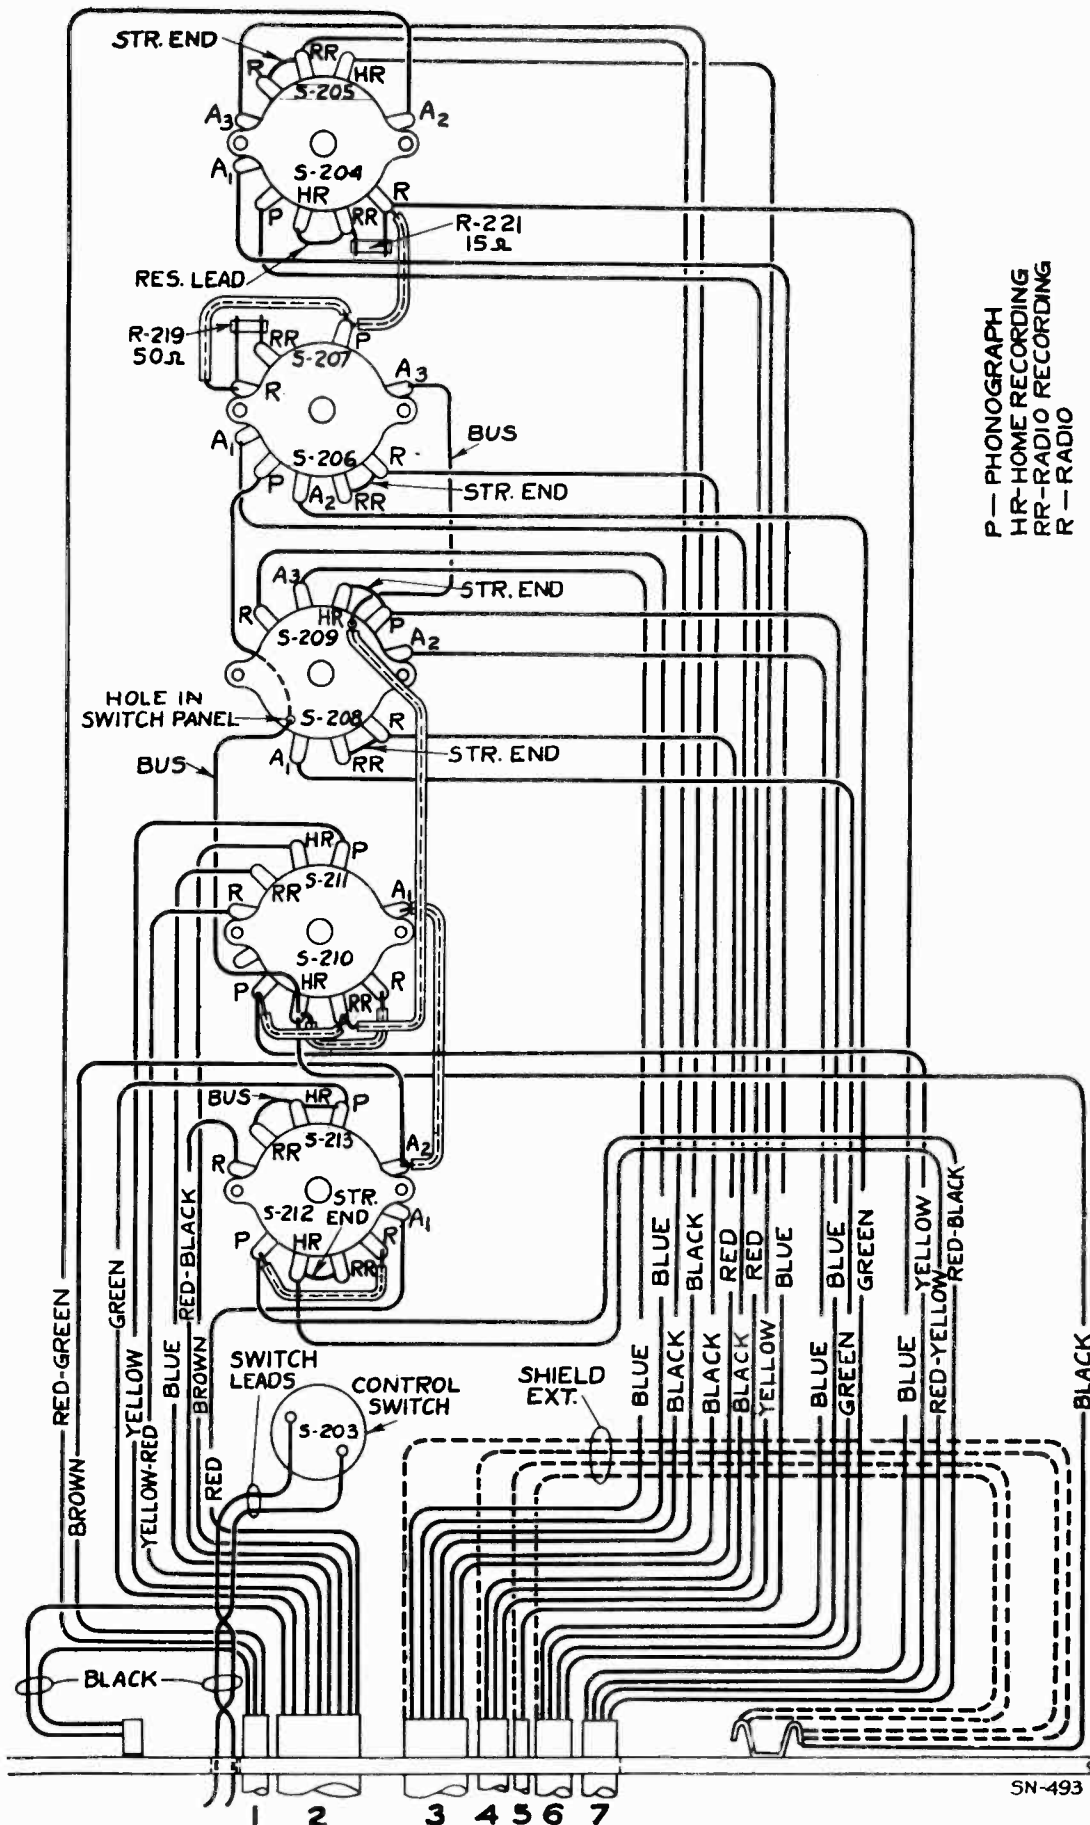 STR. END
RR
HR
R
S-205
A3
A2
A1
S-204
HR
R
P
RR
R-221
15Ω
RES. LEAD
R-219
50Ω
RR
P
S-207
A3
R
A1
BUS
S-206
R
P
A2
RR
STR. END
A3
STR. END
R
HR
P
S-209
A2
HOLE IN
SWITCH PANEL
S-208
R
A1
RR
STR. END
BUS
HR
P
S-211
RR
R
A1
S-210
HR
R
P
RR
BUS
HR
P
S-213
RR
R
A2
S-212
STR.
END
A1
P
HR
R
RR
P—PHONOGRAPH
HR-HOME RECORDING
RR-RADIO RECORDING
R—RADIO
RED-GREEN
BROWN
GREEN
YELLOW
YELLOW-RED
BLUE
RED-BLACK
BROWN
RED
SWITCH
LEADS
CONTROL
SWITCH
S-203
SHIELD
EXT.
BLUE
BLUE
BLACK
BLACK
BLACK
RED
BLACK
RED
YELLOW
BLUE
BLUE
BLUE
GREEN
GREEN
BLUE
YELLOW
RED-YELLOW
RED-BLACK
BLACK
BLACK
SN-493
1 2 3 4 5 6 7